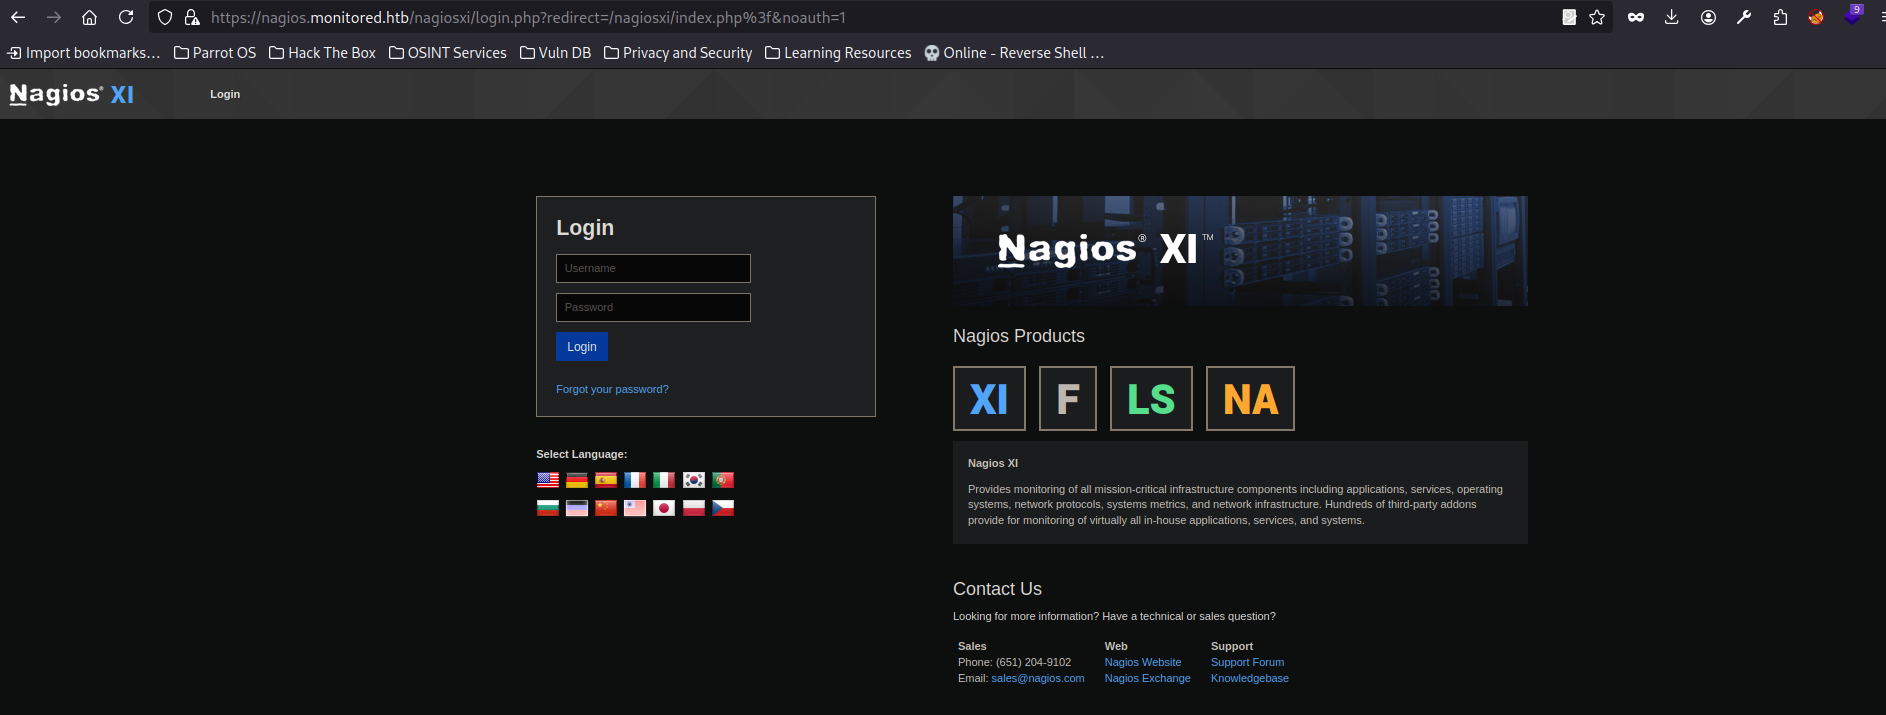 https://nagios.monitored.htb/nagiosxi/login.php?redirect=/nagiosxi/index.php%3f&noauth=1
9
Import bookmarks... Parrot OS Hack The Box OSINT Services Vuln DB Privacy and Security Learning Resources Online - Reverse Shell ...
Nagios® XI Login
Login
Username
Password
Login
Forgot your password?
Select Language:
Nagios® XI™
Nagios Products
XI F LS NA
Nagios XI
Provides monitoring of all mission-critical infrastructure components including applications, services, operating
systems, network protocols, systems metrics, and network infrastructure. Hundreds of third-party addons
provide for monitoring of virtually all in-house applications, services, and systems.
Contact Us
Looking for more information? Have a technical or sales question?
Sales Web Support
Phone: (651) 204-9102 Nagios Website Support Forum
Email: sales@nagios.com Nagios Exchange Knowledgebase